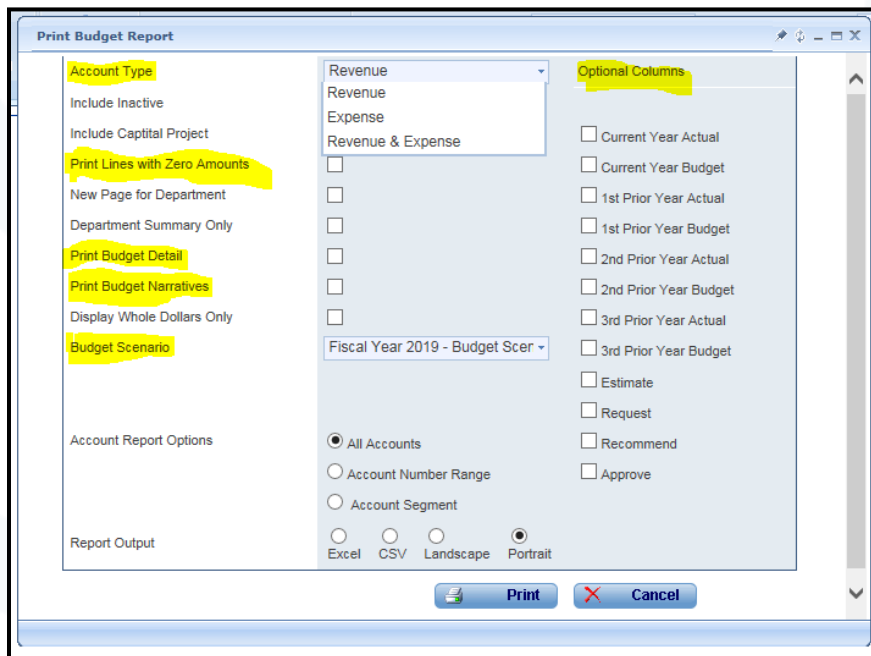 Print Budget Report
Account Type
Revenue
Optional Columns
Revenue
Include Inactive
Expense
Include Captital Project
Revenue & Expense
Current Year Actual
Print Lines with Zero Amounts
Current Year Budget
New Page for Department
1st Prior Year Actual
Department Summary Only
1st Prior Year Budget
Print Budget Detail
2nd Prior Year Actual
Print Budget Narratives
2nd Prior Year Budget
Display Whole Dollars Only
3rd Prior Year Actual
Budget Scenario
Fiscal Year 2019 - Budget Scer
3rd Prior Year Budget
Estimate
Request
Account Report Options
All Accounts
Recommend
Account Number Range
Approve
Account Segment
Report Output
Excel CSV Landscape Portrait
Print Cancel